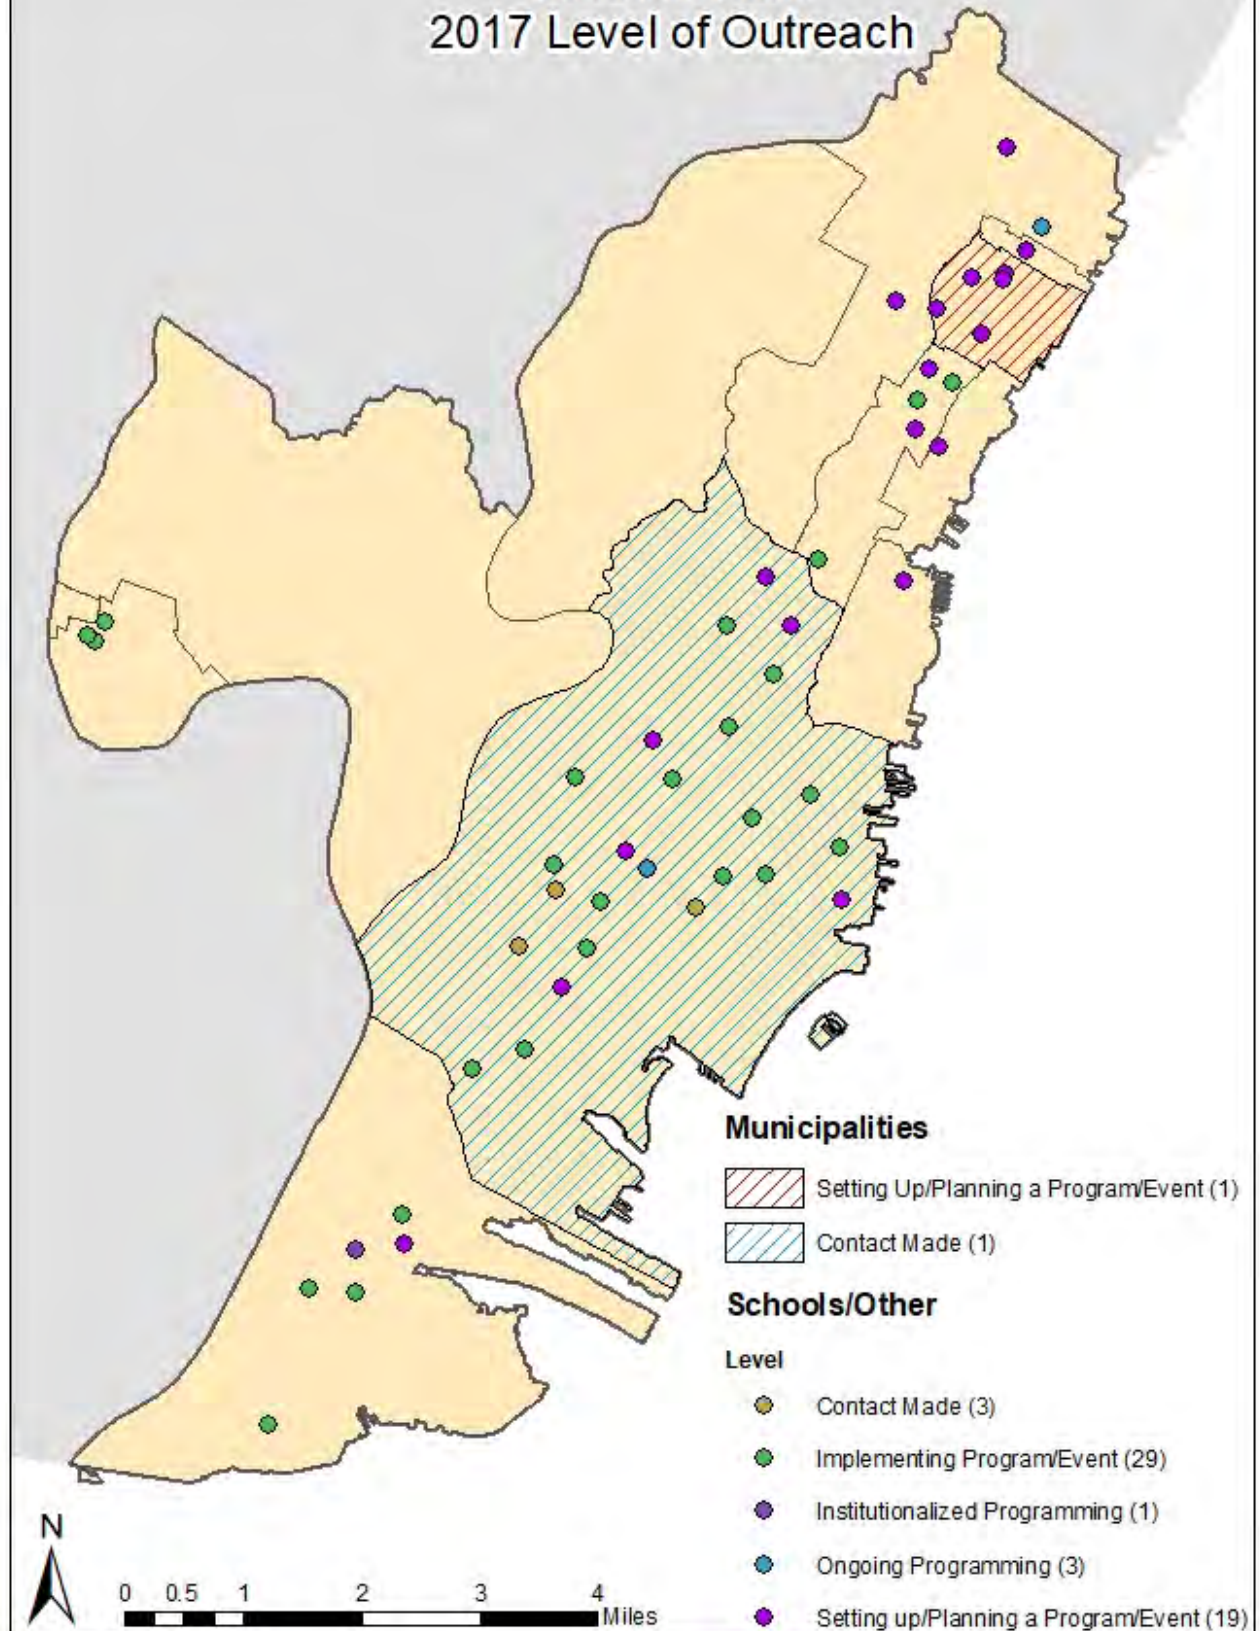 2017 Level of Outreach
Municipalities
Setting Up/Planning a Program/Event (1)
Contact Made (1)
Schools/Other
Level
Contact Made (3)
Implementing Program/Event (29)
Institutionalized Programming (1)
Ongoing Programming (3)
Setting up/Planning a Program/Event (19)
N
0 0.5 1 2 3 4
Miles